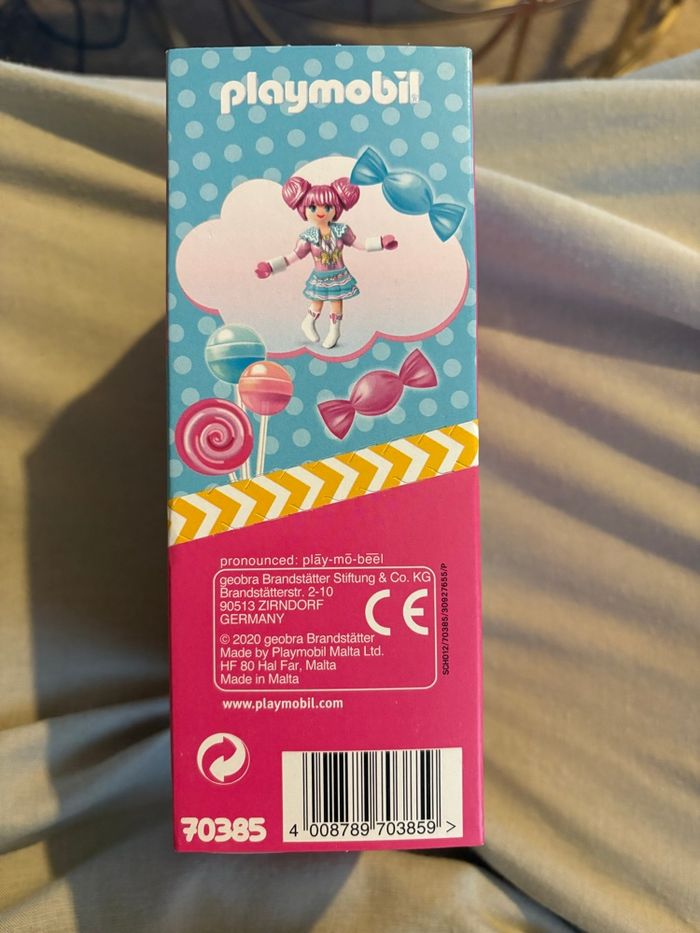 playmobil®
pronounced: plāy-mō-bēēl
geobra Brandstätter Stiftung & Co. KG
Brandstätterstr. 2-10
90513 ZIRNDORF
GERMANY
CE
© 2020 geobra Brandstätter
Made by Playmobil Malta Ltd.
HF 80 Hal Far, Malta
Made in Malta
SCH012/70385/30927655/P
www.playmobil.com
70385
4 008789 703859 >